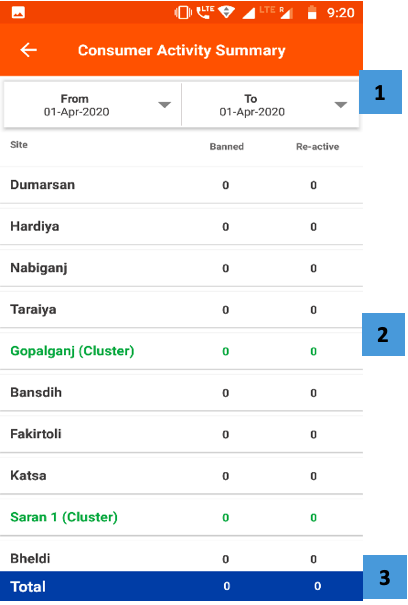 LTE LTE R 9:20
Consumer Activity Summary
From To 1
01-Apr-2020 01-Apr-2020
Site Banned Re-active
Dumarsan 0 0
Hardiya 0 0
Nabiganj 0 0
Taraiya 0 0
Gopalganj (Cluster) 0 0 2
Bansdih 0 0
Fakirtoli 0 0
Katsa 0 0
Saran 1 (Cluster) 0 0
Bheldi 0 0
Total 0 0 3